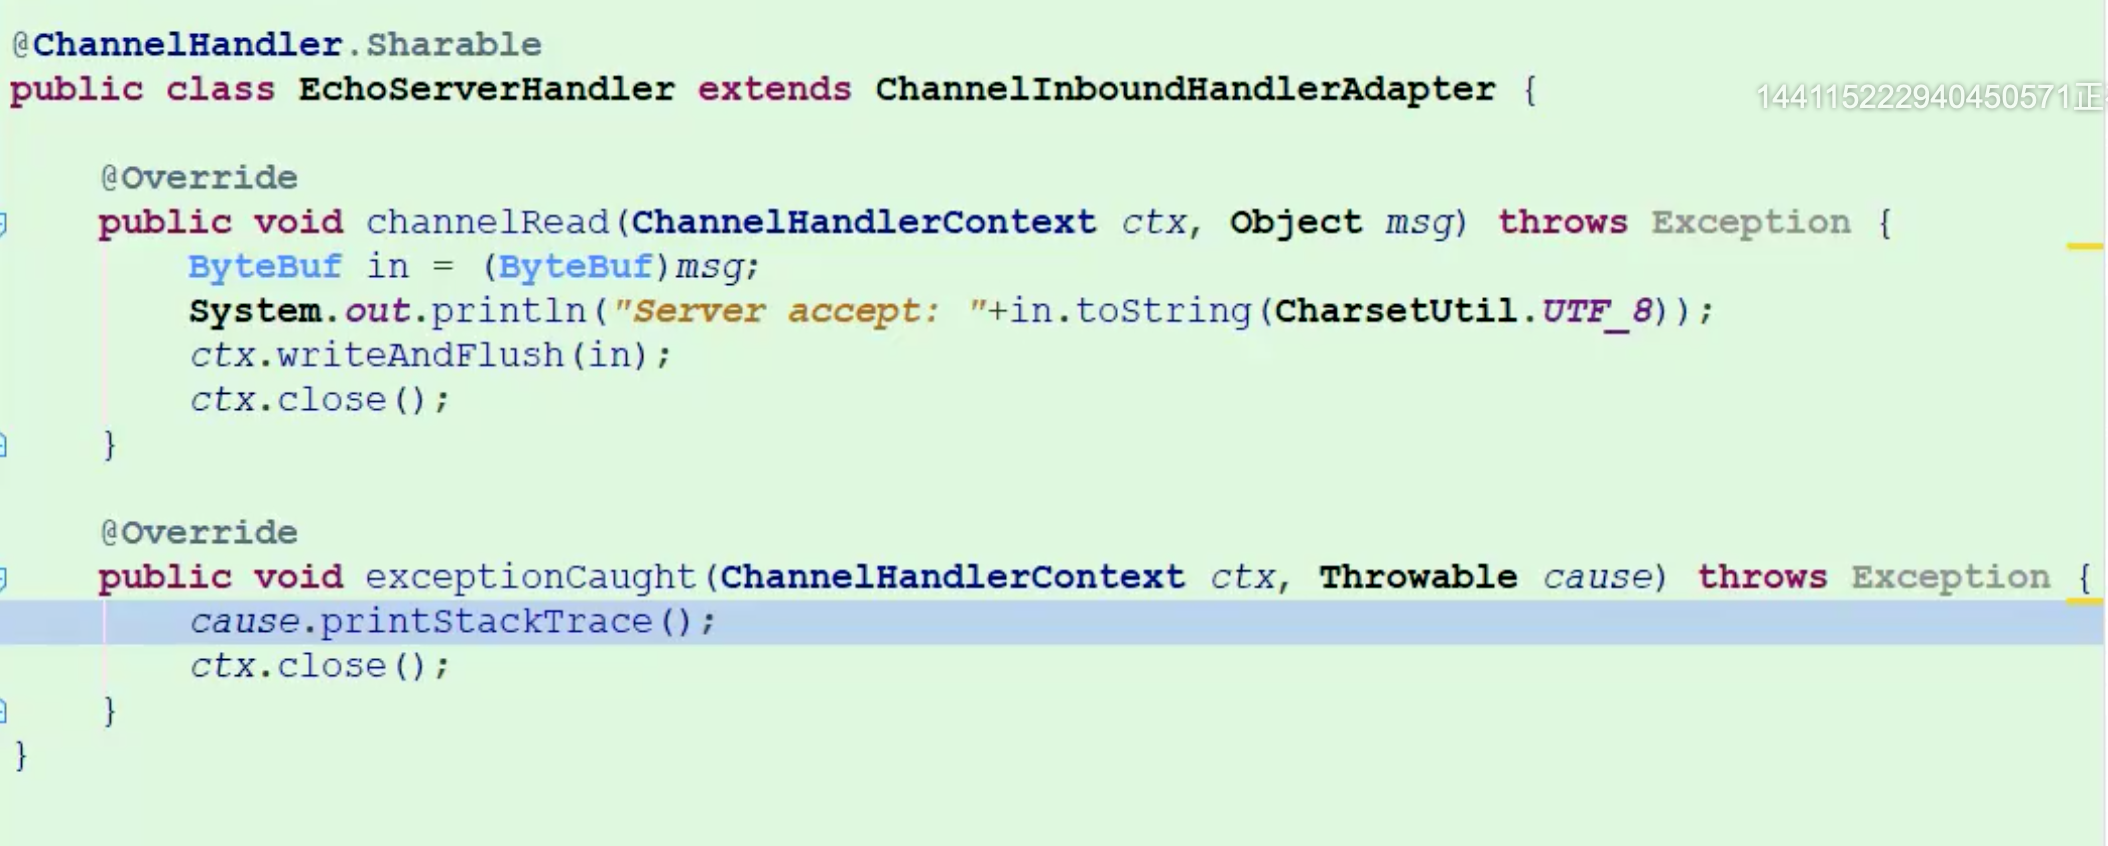 @ChannelHandler.Sharable
public class EchoServerHandler extends ChannelInboundHandlerAdapter {
144115222940450571正
@Override
public void channelRead(ChannelHandlerContext ctx, Object msg) throws Exception {
ByteBuf in = (ByteBuf)msg;
System.out.println("Server accept: "+in.toString(CharsetUtil.UTF_8));
ctx.writeAndFlush(in);
ctx.close();
}
@Override
public void exceptionCaught(ChannelHandlerContext ctx, Throwable cause) throws Exception {
cause.printStackTrace();
ctx.close();
}
}